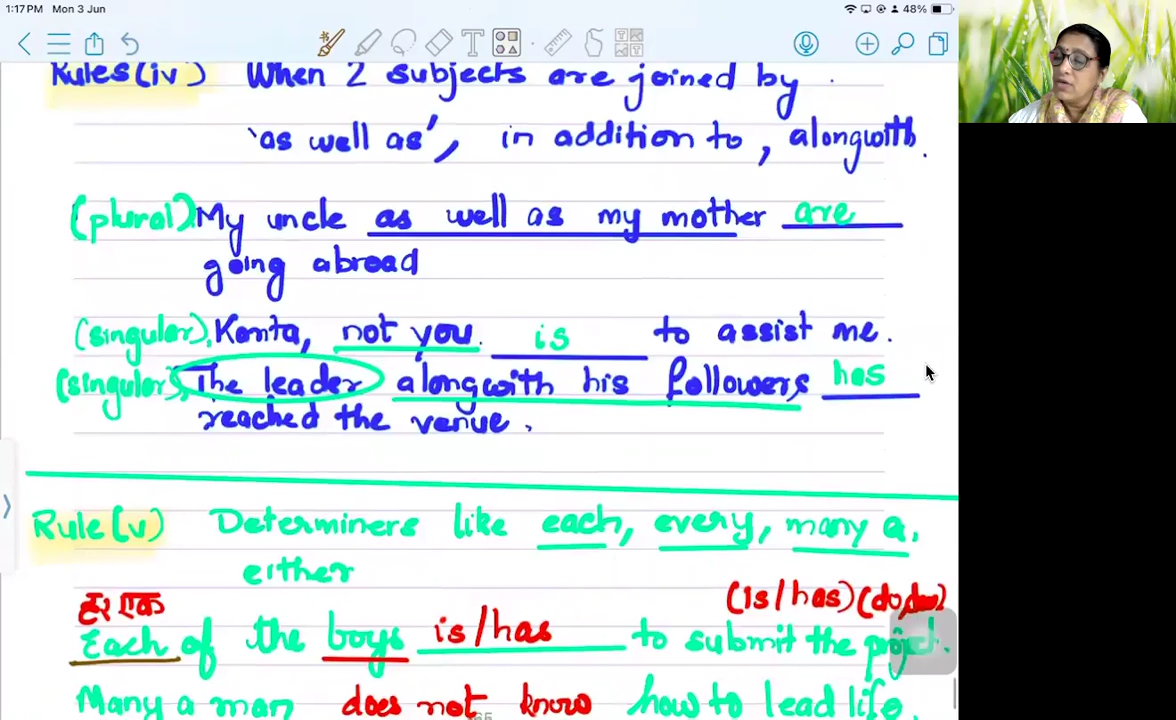 1:17 PM Mon 3 Jun
48%
Rules(iv) When 2 subjects are joined by
'as well as', in addition to, alongwith.
(plural). My uncle as well as my mother are
going abroad
(singular). Kanta, not you. is to assist me.
(singular). The leader alongwith his followers has
reached the venue.
Rule(v) Determiners like each, every, many a,
either
हर एक
(is/has) (do
Each of the boys is/has to submit the project.
Many a man does not know how to lead life.